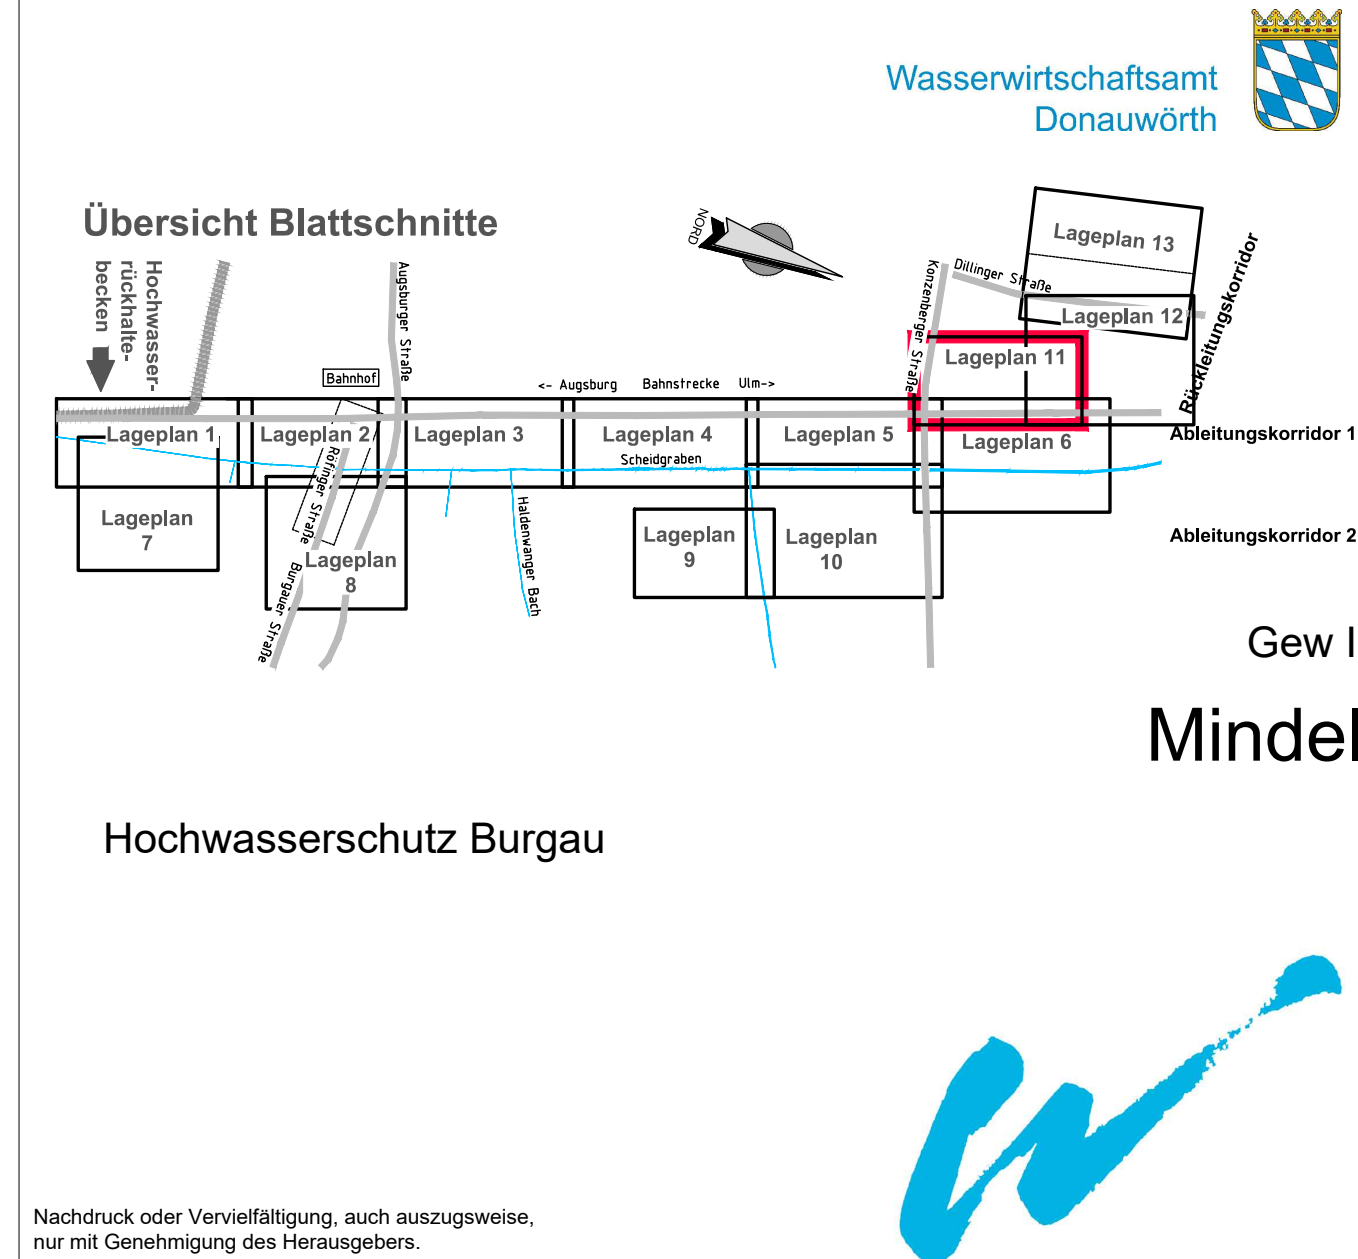 Wasserwirtschaftsamt
Donauwörth
Übersicht Blattschnitte
NORD
Hochwasser-
rückhalte-
becken
Augsburger Straße
Bahnhof
<- Augsburg Bahnstrecke Ulm->
Konzenberger Straße
Dillinger Straße
Lageplan 13
Lageplan 12
Rückleitungskorridor
Lageplan 11
Lageplan 1
Lageplan 2
Lageplan 3
Lageplan 4
Lageplan 5
Lageplan 6
Ableitungskorridor 1
Scheidgraben
Röfinger Straße
Haldenwanger Bach
Lageplan
7
Lageplan
8
Burgauer Straße
Lageplan
9
Lageplan
10
Ableitungskorridor 2
Gew I
Mindel
Hochwasserschutz Burgau
Nachdruck oder Vervielfältigung, auch auszugsweise,
nur mit Genehmigung des Herausgebers.